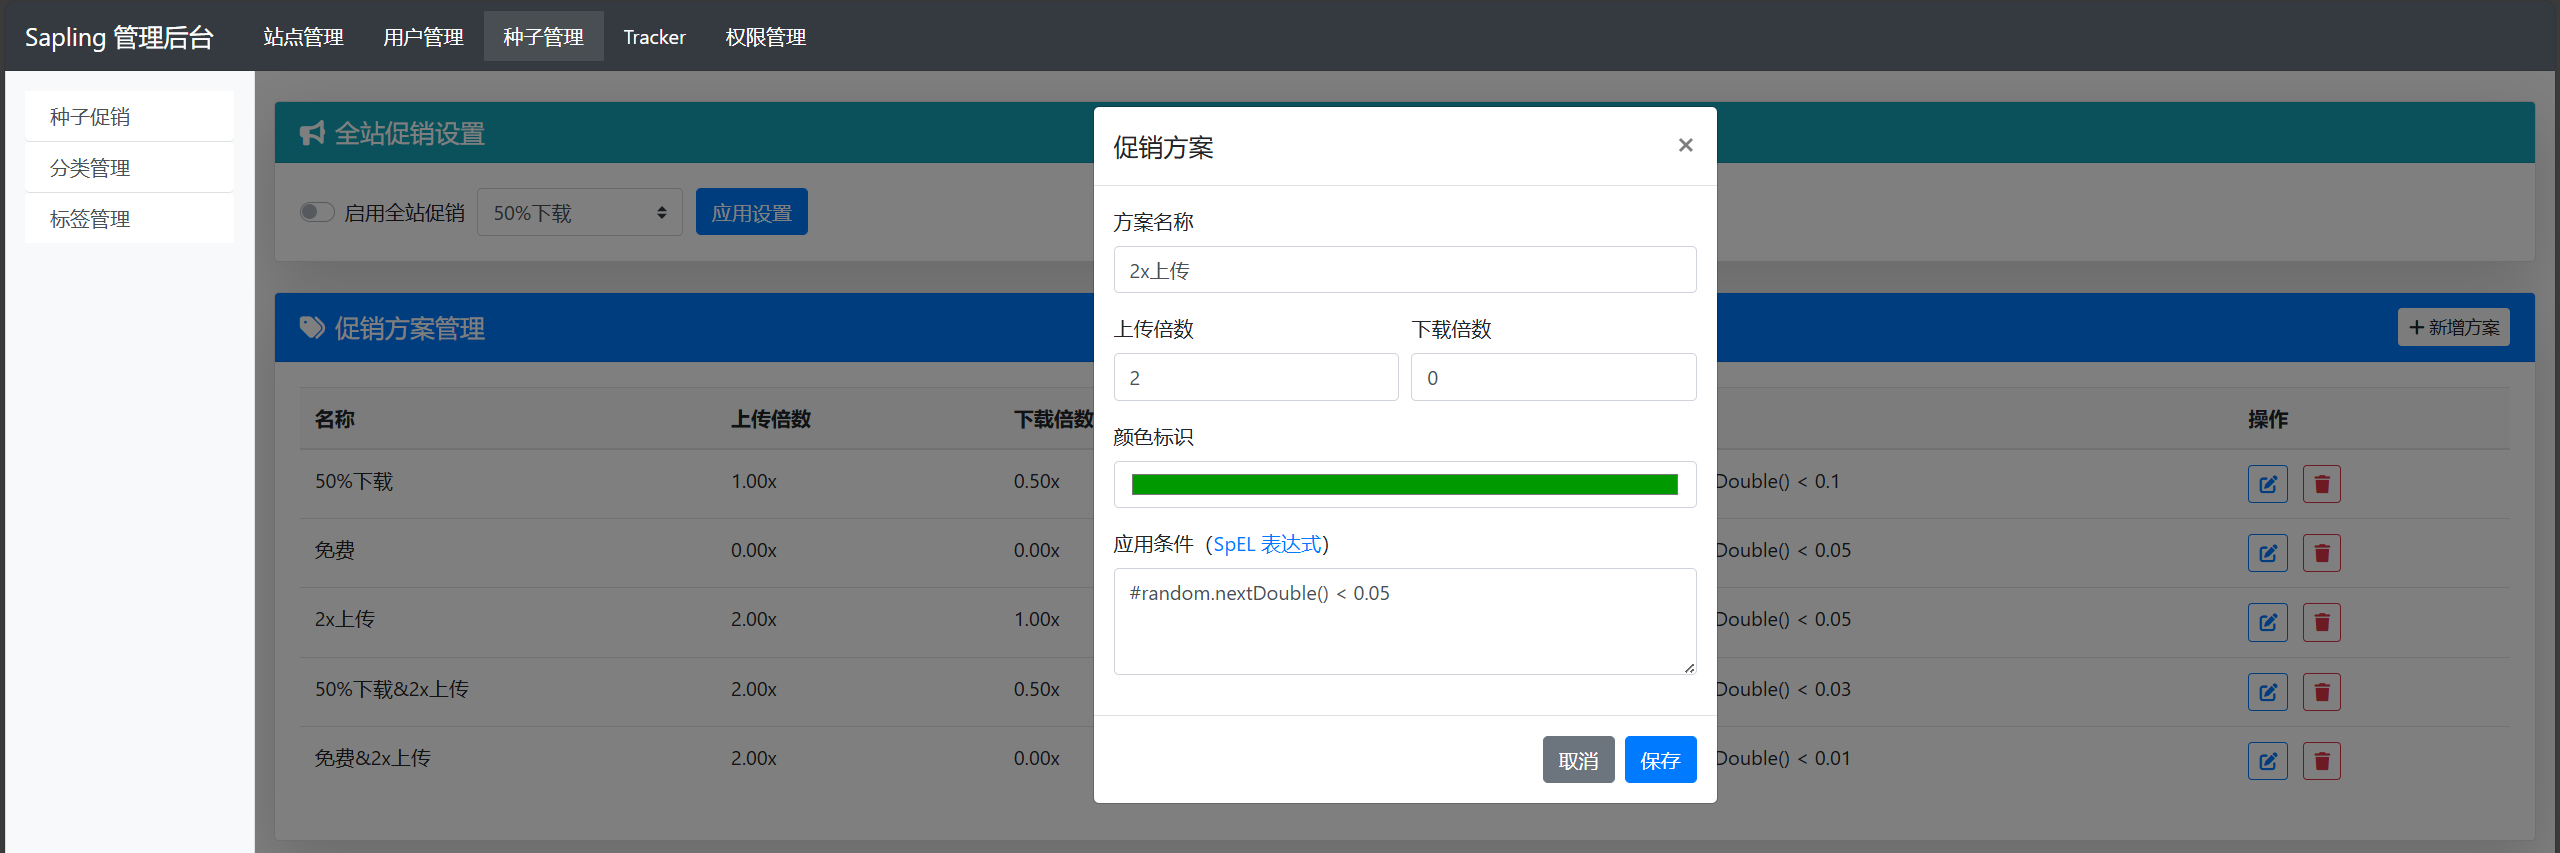 Sapling 管理后台 站点管理 用户管理 种子管理 Tracker 权限管理
种子促销
分类管理
标签管理
全站促销设置
启用全站促销 50%下载 应用设置
促销方案管理 新增方案
名称 上传倍数 下载倍数 操作
50%下载 1.00x 0.50x Double() < 0.1
免费 0.00x 0.00x Double() < 0.05
2x上传 2.00x 1.00x Double() < 0.05
50%下载&2x上传 2.00x 0.50x Double() < 0.03
免费&2x上传 2.00x 0.00x Double() < 0.01
促销方案 ×
方案名称
2x上传
上传倍数 下载倍数
2 0
颜色标识
应用条件（SpEL 表达式）
#random.nextDouble() < 0.05
取消 保存